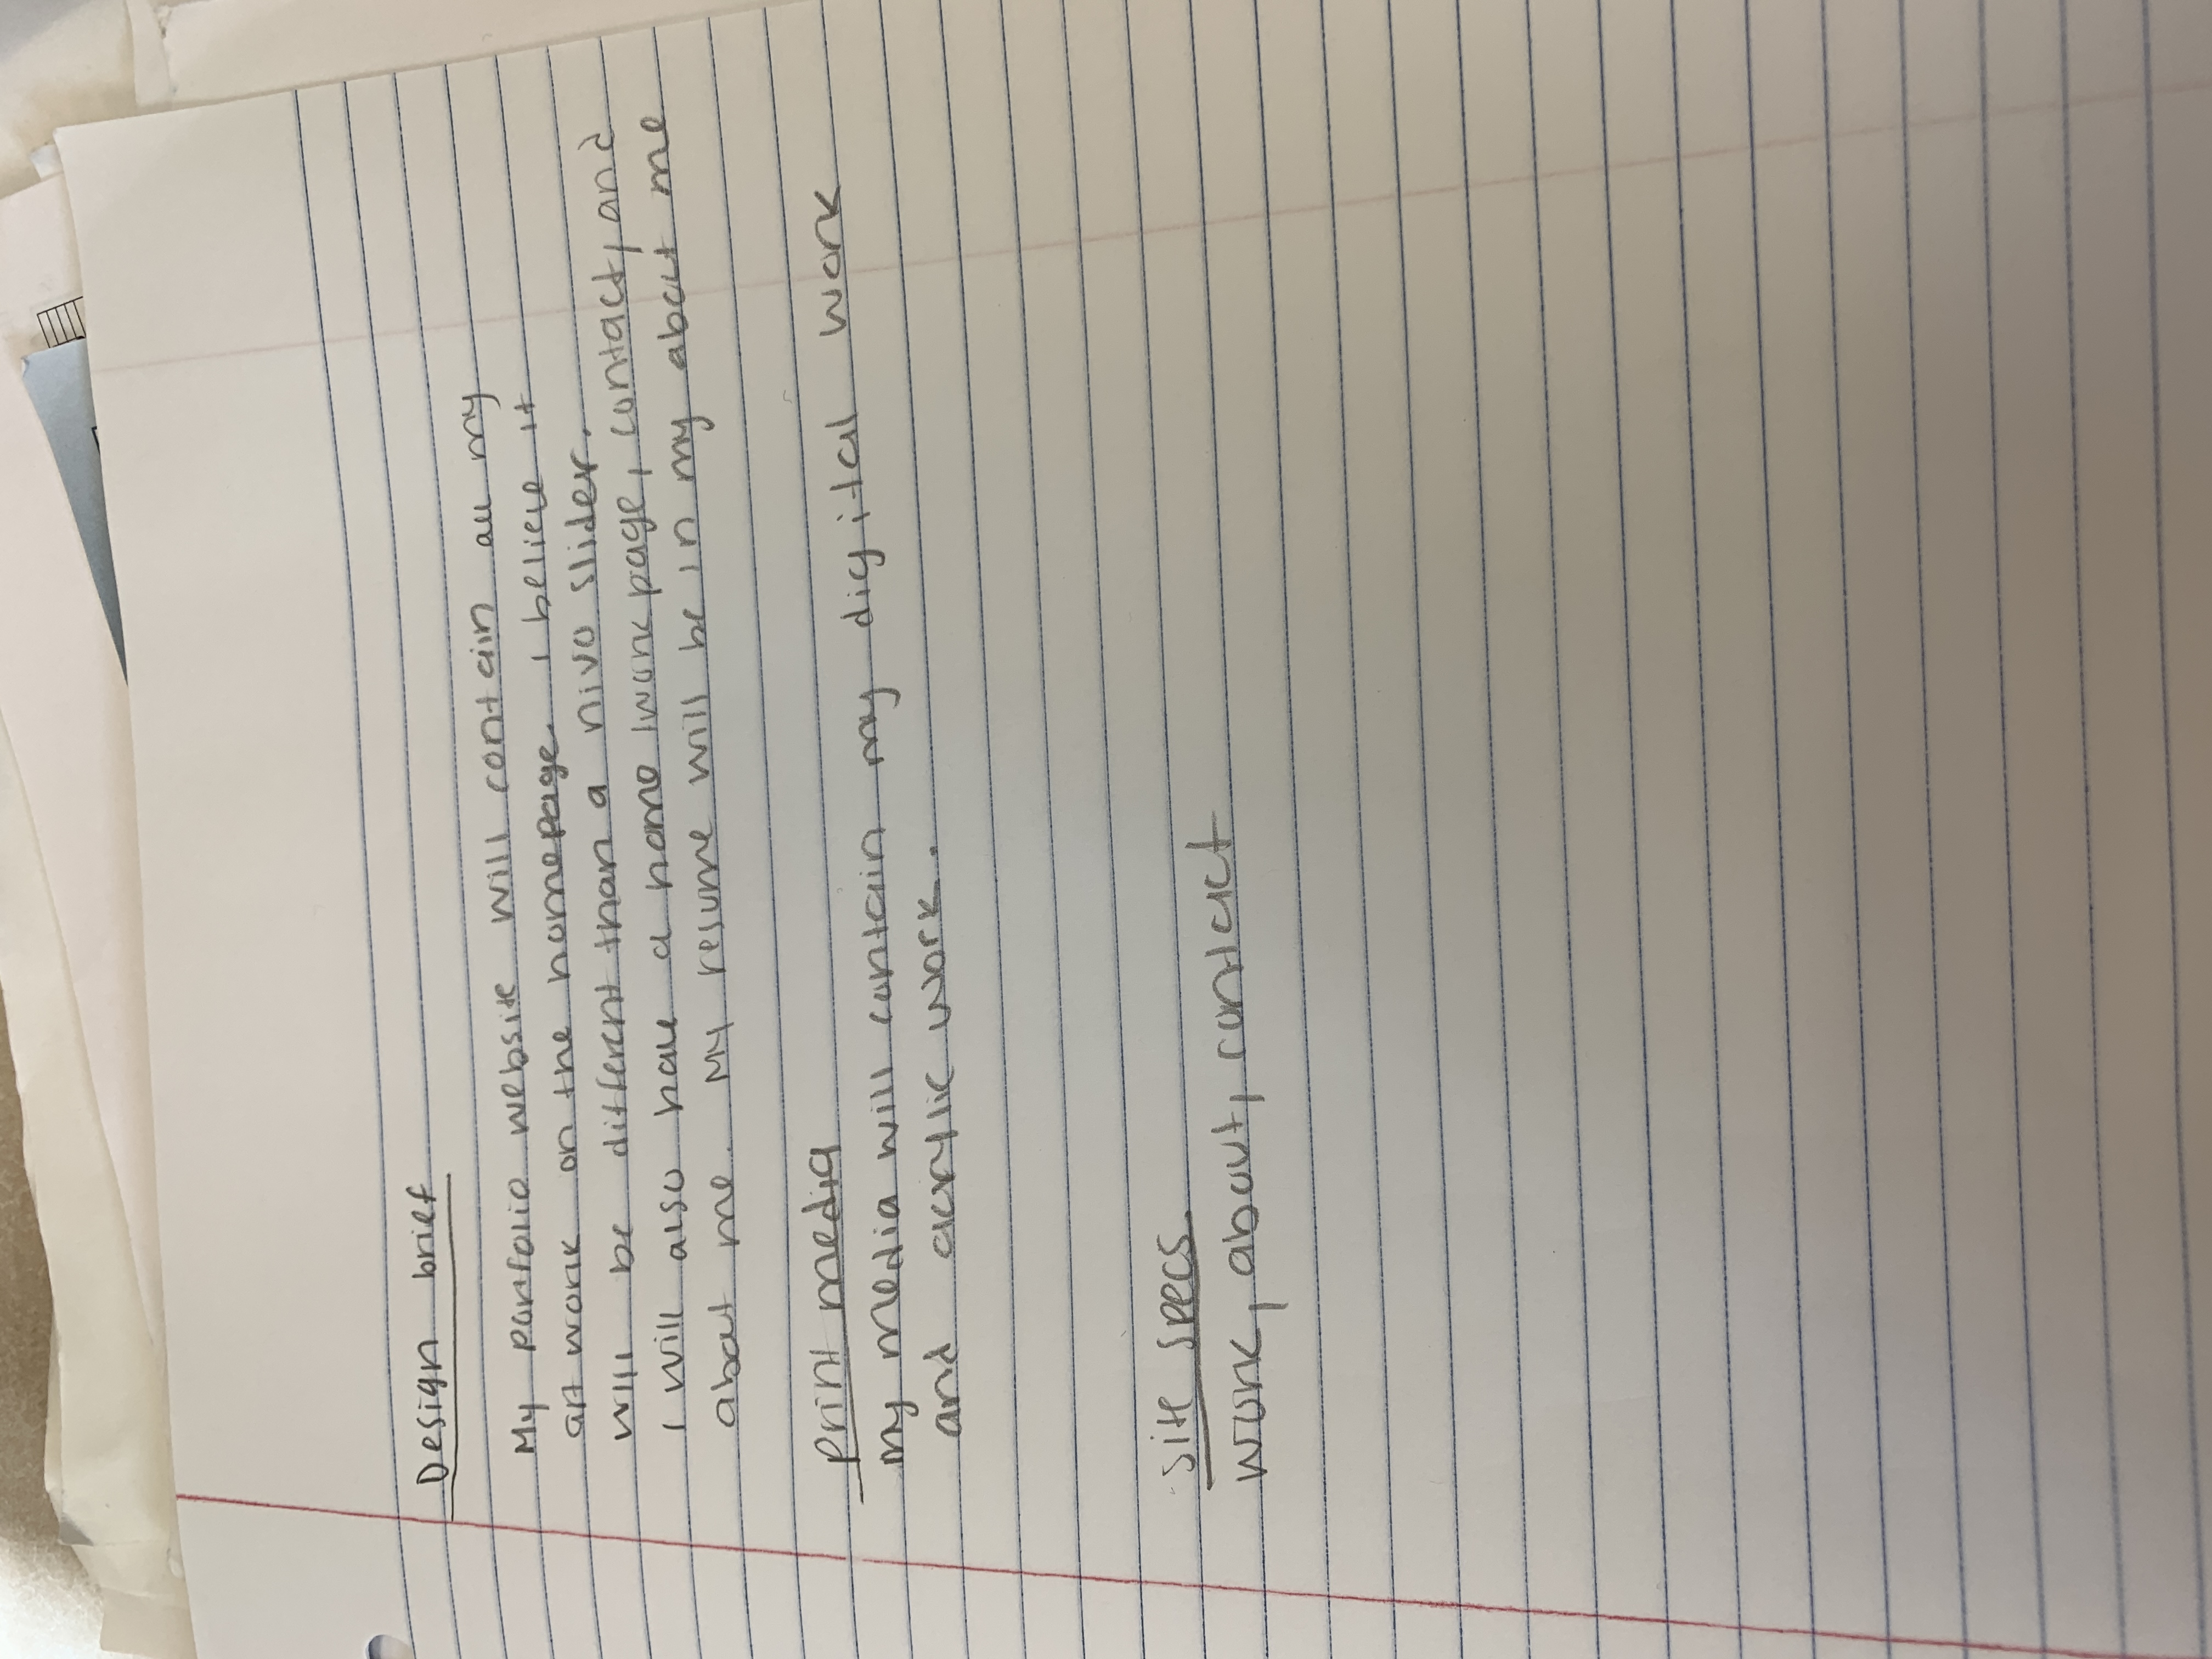 Design brief
My portfolio website will contain all my
art work on the homepage. I believe it
will be different than a nivo slider.
I will also have a home /work page, contact, and
about me. My resume will be in my about me
print media
my media will contain my digital work
and acrylic work.
site specs
work, about, contact